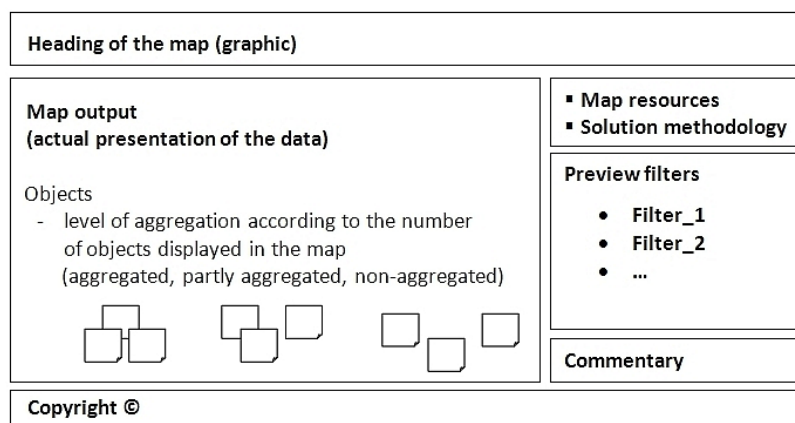 Heading of the map (graphic)
Map output
(actual presentation of the data)
Objects
- level of aggregation according to the number
of objects displayed in the map
(aggregated, partly aggregated, non-aggregated)
▪ Map resources
▪ Solution methodology
Preview filters
• Filter_1
• Filter_2
• ...
Commentary
Copyright ©